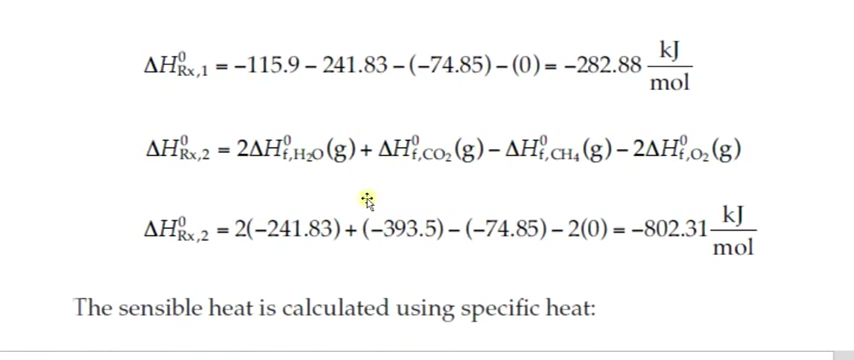 ΔH⁰Rx,1 = −115.9 − 241.83 − (−74.85) − (0) = −282.88 kJ/mol
ΔH⁰Rx,2 = 2ΔH⁰f,H₂O(g) + ΔH⁰f,CO₂(g) − ΔH⁰f,CH₄(g) − 2ΔH⁰f,O₂(g)
ΔH⁰Rx,2 = 2(−241.83) + (−393.5) − (−74.85) − 2(0) = −802.31 kJ/mol
The sensible heat is calculated using specific heat: